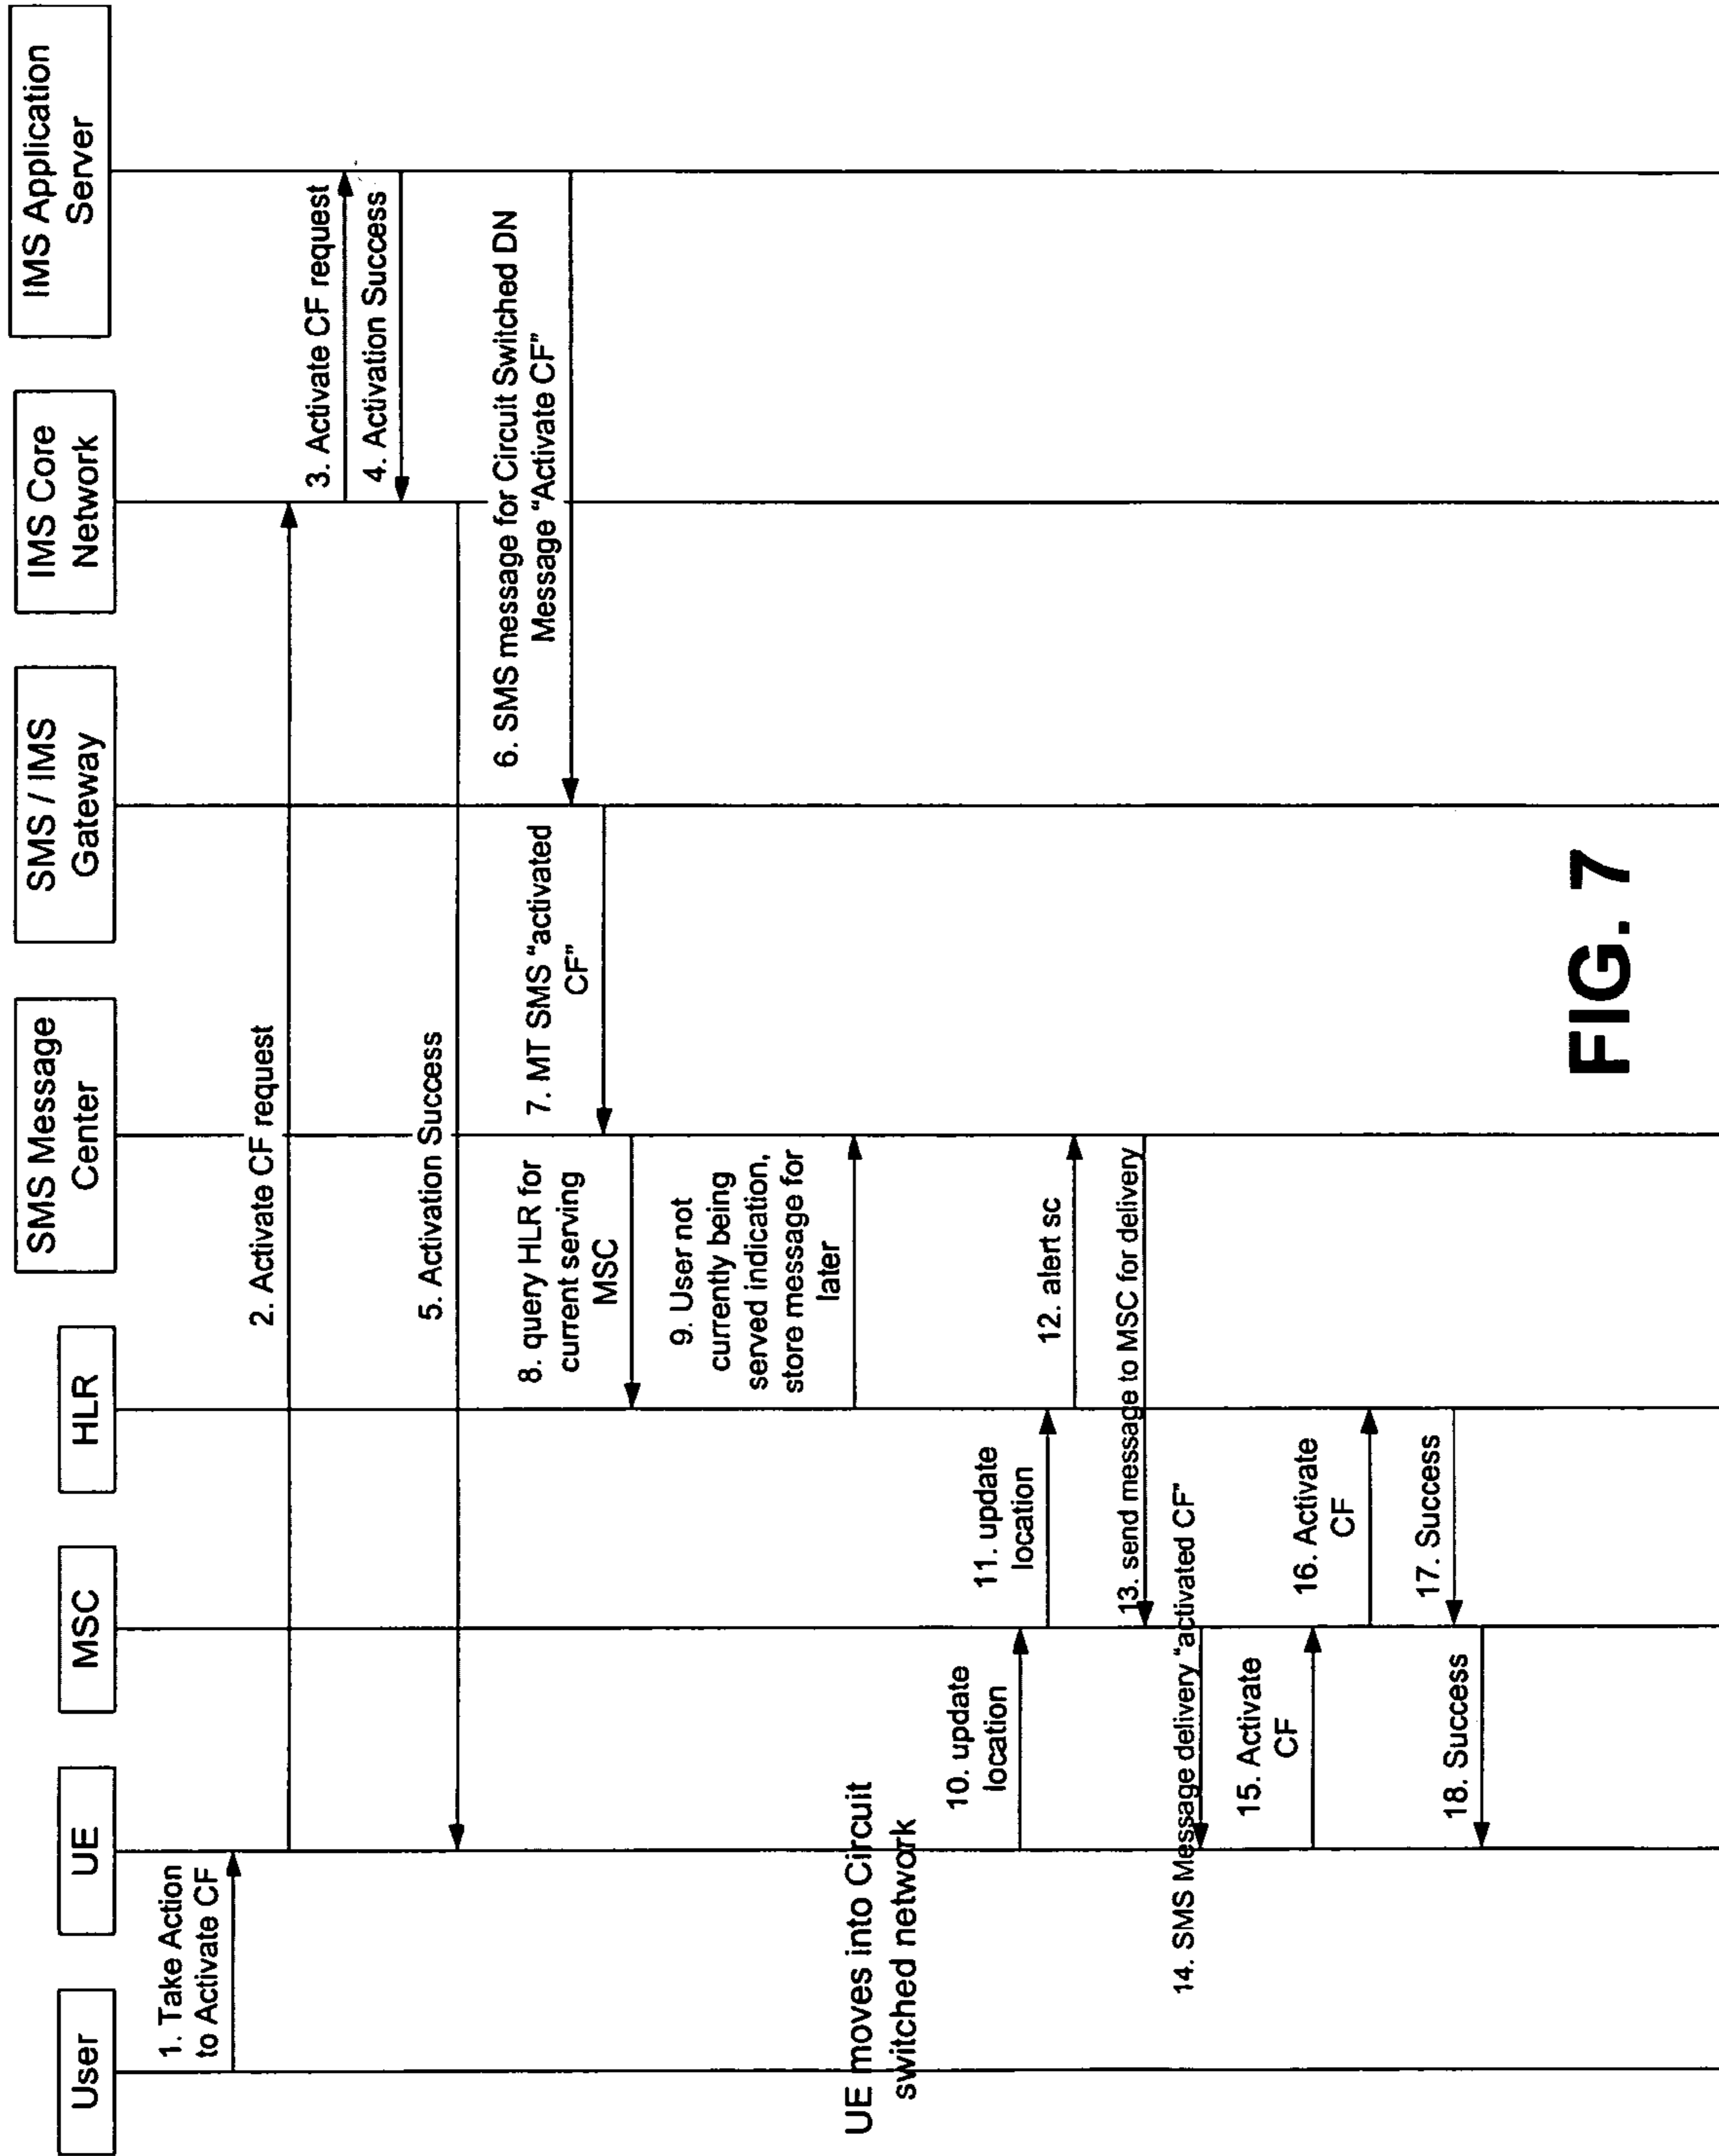 User
UE
MSC
HLR
SMS Message
Center
SMS / IMS
Gateway
IMS Core
Network
IMS Application
Server
1. Take Action
to Activate CF
2. Activate CF request
3. Activate CF request
4. Activation Success
5. Activation Success
6. SMS message for Circuit Switched DN
Message "Activate CF"
7. MT SMS "activated
CF"
8. query HLR for
current serving
MSC
9. User not
currently being
served indication,
store message for
later
UE moves into Circuit
switched network
10. update
location
11. update
location
12. alert sc
13. send message to MSC for delivery
14. SMS Message delivery "activated CF"
15. Activate
CF
16. Activate
CF
17. Success
18. Success
FIG. 7